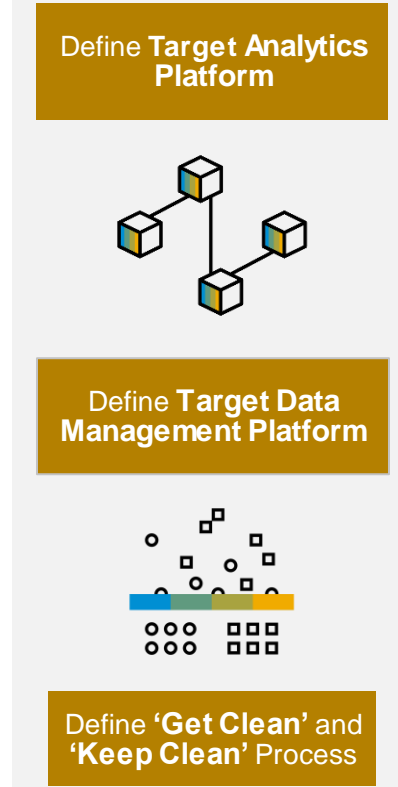 Define Target Analytics
Platform
Define Target Data
Management Platform
Define ‘Get Clean’ and
‘Keep Clean’ Process